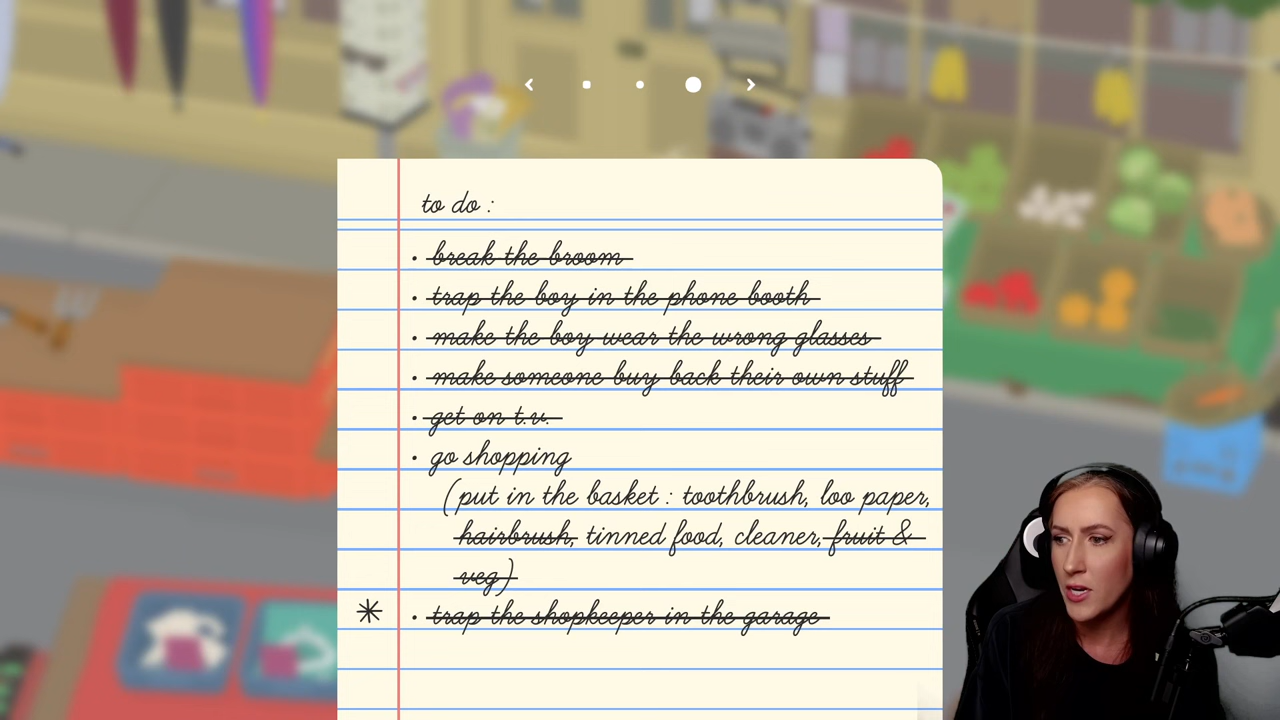 to do :
• break the broom
• trap the boy in the phone booth
• make the boy wear the wrong glasses
• make someone buy back their own stuff
• get on t.v.
• go shopping
(put in the basket : toothbrush, loo paper,
hairbrush, tinned food, cleaner, fruit &
veg)
• trap the shopkeeper in the garage